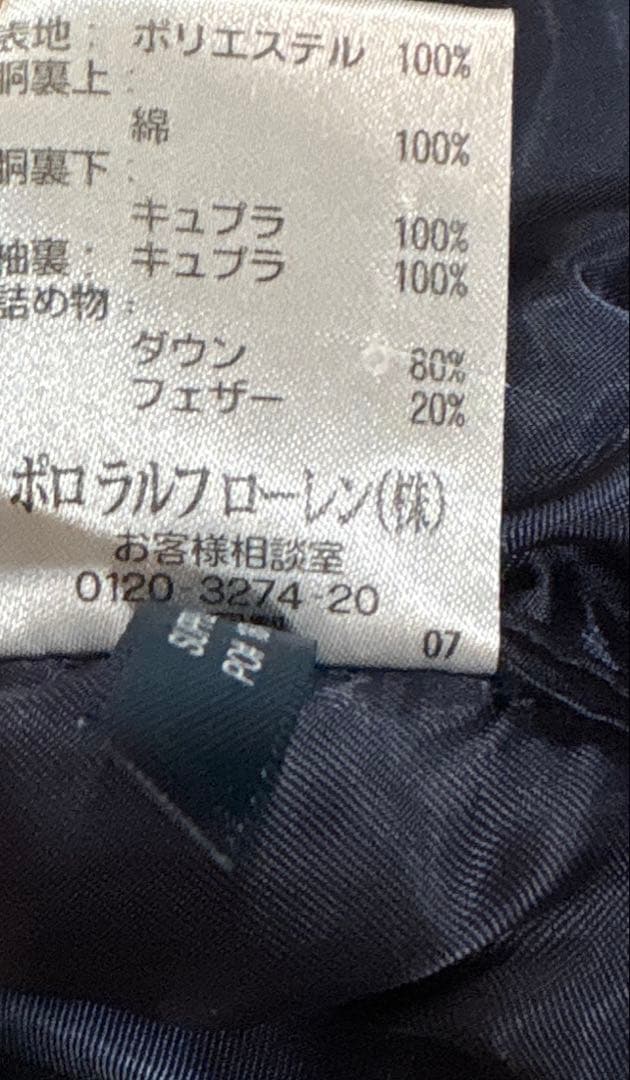 表地： ポリエステル 100%
胴裏上：
綿 100%
胴裏下：
キュプラ 100%
袖裏： キュプラ 100%
詰め物：
ダウン 80%
フェザー 20%
ポロ ラルフ ローレン(株)
お客様相談室
0120-3274-20
07
PO#